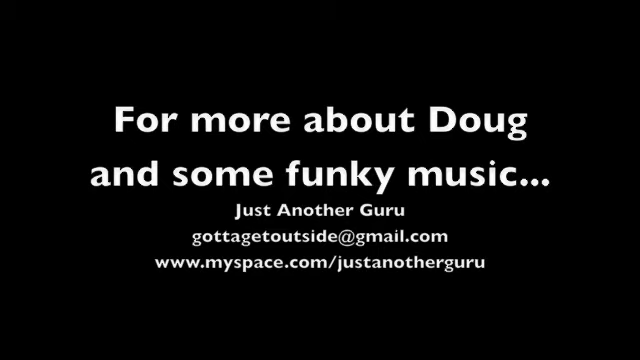 For more about Doug
and some funky music...
Just Another Guru
gottagetoutside@gmail.com
www.myspace.com/justanotherguru